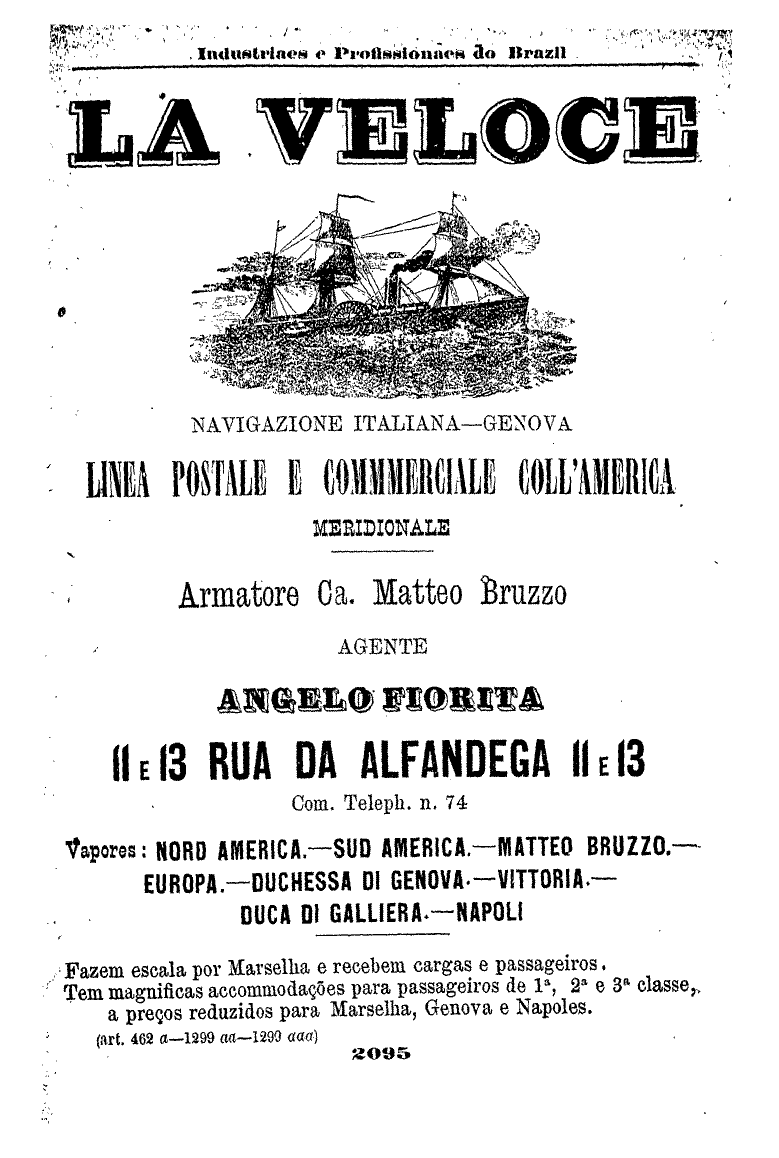 Industriaes e Profissionaes do Brazil
LA VELOCE
NAVIGAZIONE ITALIANA—GENOVA
LINEA POSTALE E COMMMERCIALE COLL'AMERICA
MERIDIONALE
Armatore Ca. Matteo Bruzzo
AGENTE
ANGELO FIORITA
11 E 13 RUA DA ALFANDEGA 11 E 13
Com. Teleph. n. 74
Vapores: NORD AMERICA.—SUD AMERICA.—MATTEO BRUZZO.—
EUROPA.—DUCHESSA DI GENOVA.—VITTORIA.—
DUCA DI GALLIERA.—NAPOLI
Fazem escala por Marselha e recebem cargas e passageiros.
Tem magnificas accommodações para passageiros de 1ª, 2ª e 3ª classe,
a preços reduzidos para Marselha, Genova e Napoles.
(art. 462 a—1299 aa—1299 aaa)
2095